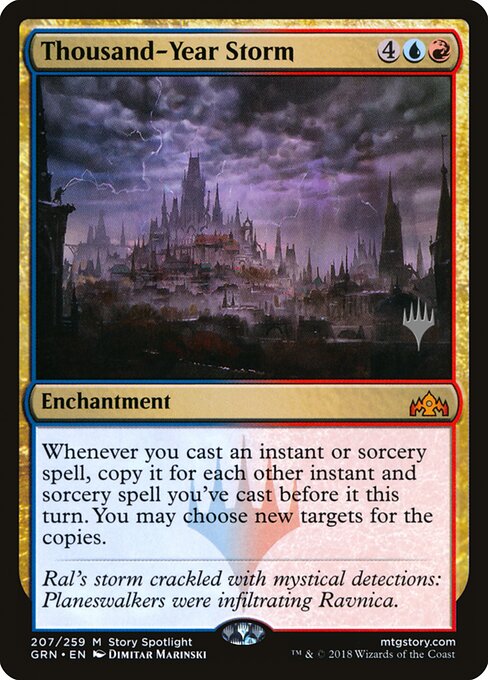 Thousand-Year Storm 4
Enchantment
Whenever you cast an instant or sorcery
spell, copy it for each other instant and
sorcery spell you've cast before it this
turn. You may choose new targets for the
copies.
Ral's storm crackled with mystical detections:
Planeswalkers were infiltrating Ravnica.
207/259 M Story Spotlight mtgstory.com
GRN • EN Dimitar Marinski ™ & © 2018 Wizards of the Coast